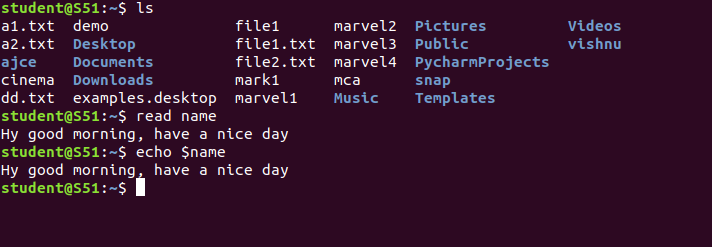 student@S51:~$ ls
a1.txt  demo              file1      marvel2  Pictures         Videos
a2.txt  Desktop           file1.txt  marvel3  Public           vishnu
ajce    Documents         file2.txt  marvel4  PycharmProjects
cinema  Downloads         mark1      mca      snap
dd.txt  examples.desktop  marvel1    Music    Templates
student@S51:~$ read name
Hy good morning, have a nice day
student@S51:~$ echo $name
Hy good morning, have a nice day
student@S51:~$